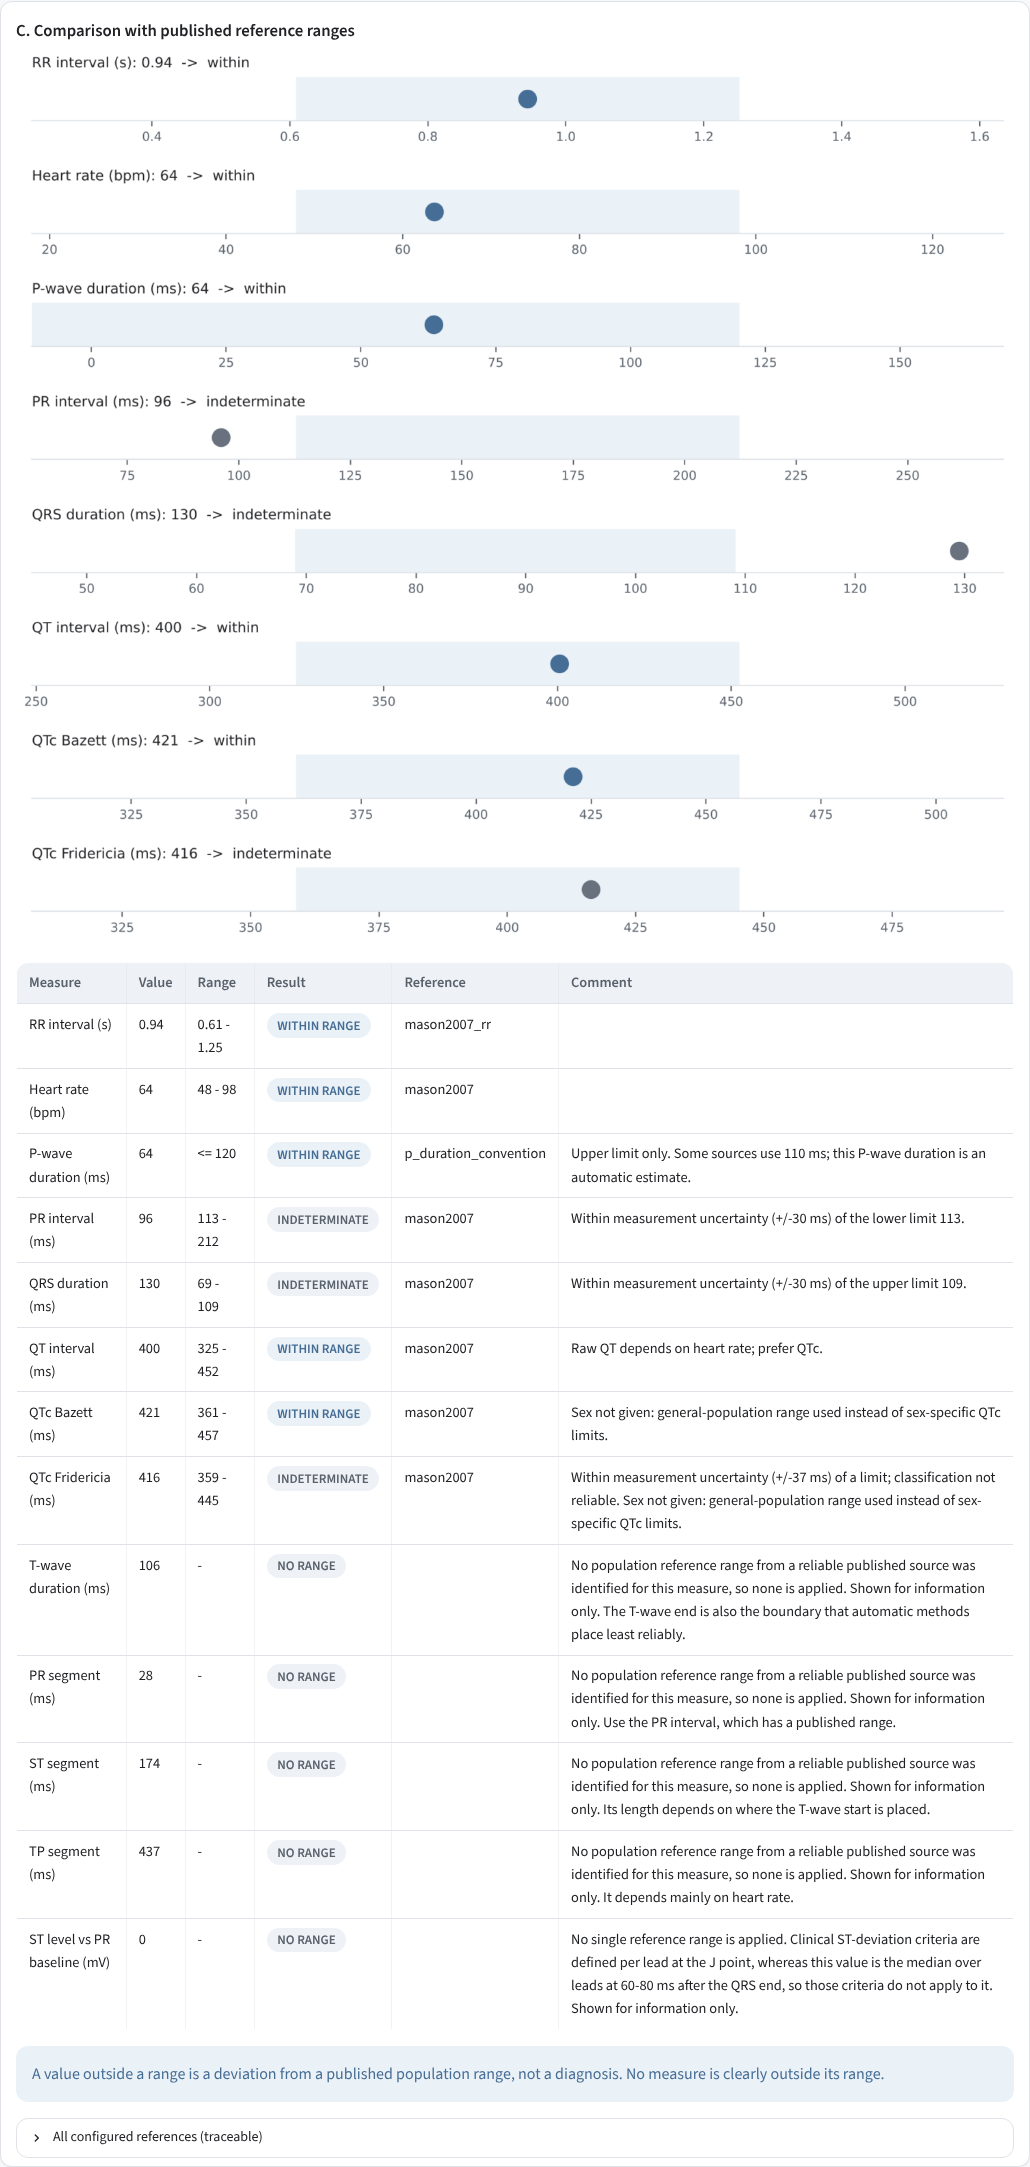 C. Comparison with published reference ranges
RR interval (s): 0.94 -> within
0.4 0.6 0.8 1.0 1.2 1.4 1.6
Heart rate (bpm): 64 -> within
20 40 60 80 100 120
P-wave duration (ms): 64 -> within
0 25 50 75 100 125 150
PR interval (ms): 96 -> indeterminate
75 100 125 150 175 200 225 250
QRS duration (ms): 130 -> indeterminate
50 60 70 80 90 100 110 120 130
QT interval (ms): 400 -> within
250 300 350 400 450 500
QTc Bazett (ms): 421 -> within
325 350 375 400 425 450 475 500
QTc Fridericia (ms): 416 -> indeterminate
325 350 375 400 425 450 475
Measure Value Range Result Reference Comment
RR interval (s) 0.94 0.61 - WITHIN RANGE mason2007_rr
1.25
Heart rate 64 48 - 98 WITHIN RANGE mason2007
(bpm)
P-wave 64 <= 120 WITHIN RANGE p_duration_convention Upper limit only. Some sources use 110 ms; this P-wave duration is an
duration (ms) automatic estimate.
PR interval 96 113 - INDETERMINATE mason2007 Within measurement uncertainty (+/-30 ms) of the lower limit 113.
(ms) 212
QRS duration 130 69 - INDETERMINATE mason2007 Within measurement uncertainty (+/-30 ms) of the upper limit 109.
(ms) 109
QT interval 400 325 - WITHIN RANGE mason2007 Raw QT depends on heart rate; prefer QTc.
(ms) 452
QTc Bazett 421 361 - WITHIN RANGE mason2007 Sex not given: general-population range used instead of sex-specific QTc
(ms) 457 limits.
QTc Fridericia 416 359 - INDETERMINATE mason2007 Within measurement uncertainty (+/-37 ms) of a limit; classification not
(ms) 445 reliable. Sex not given: general-population range used instead of sex-
specific QTc limits.
T-wave 106 - NO RANGE No population reference range from a reliable published source was
duration (ms) identified for this measure, so none is applied. Shown for information
only. The T-wave end is also the boundary that automatic methods
place least reliably.
PR segment 28 - NO RANGE No population reference range from a reliable published source was
(ms) identified for this measure, so none is applied. Shown for information
only. Use the PR interval, which has a published range.
ST segment 174 - NO RANGE No population reference range from a reliable published source was
(ms) identified for this measure, so none is applied. Shown for information
only. Its length depends on where the T-wave start is placed.
TP segment 437 - NO RANGE No population reference range from a reliable published source was
(ms) identified for this measure, so none is applied. Shown for information
only. It depends mainly on heart rate.
ST level vs PR 0 - NO RANGE No single reference range is applied. Clinical ST-deviation criteria are
baseline (mV) defined per lead at the J point, whereas this value is the median over
leads at 60-80 ms after the QRS end, so those criteria do not apply to it.
Shown for information only.
A value outside a range is a deviation from a published population range, not a diagnosis. No measure is clearly outside its range.
All configured references (traceable)